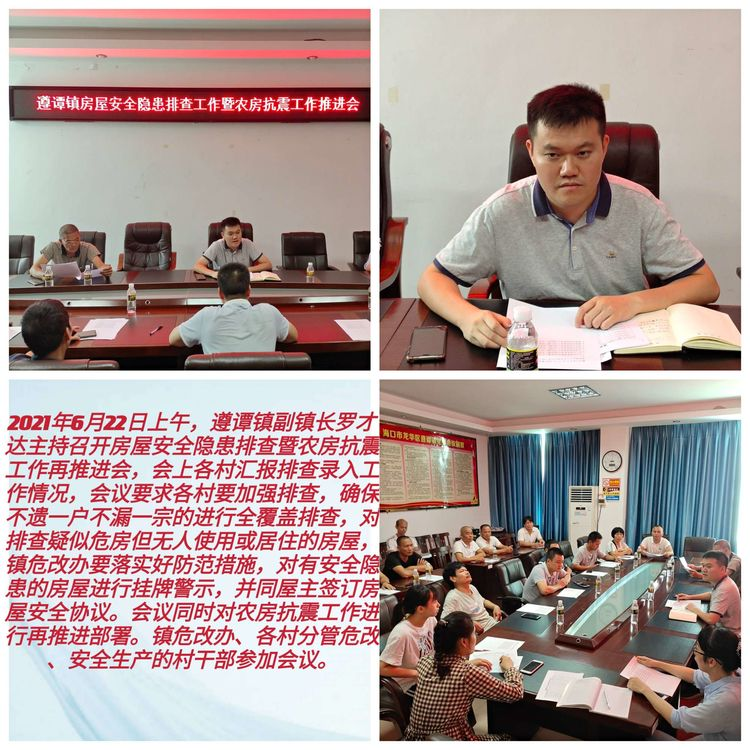 遵谭镇房屋安全隐患排查工作暨农房抗震工作推进会
2021年6月22日上午，遵谭镇副镇长罗才
达主持召开房屋安全隐患排查暨农房抗震
工作再推进会，会上各村汇报排查录入工
作情况，会议要求各村要加强排查，确保
不遗一户不漏一宗的进行全覆盖排查，对
排查疑似危房但无人使用或居住的房屋，
镇危改办要落实好防范措施，对有安全隐
患的房屋进行挂牌警示，并同屋主签订房
屋安全协议。会议同时对农房抗震工作进
行再推进部署。镇危改办、各村分管危改
、安全生产的村干部参加会议。
海口市龙华区遵谭镇